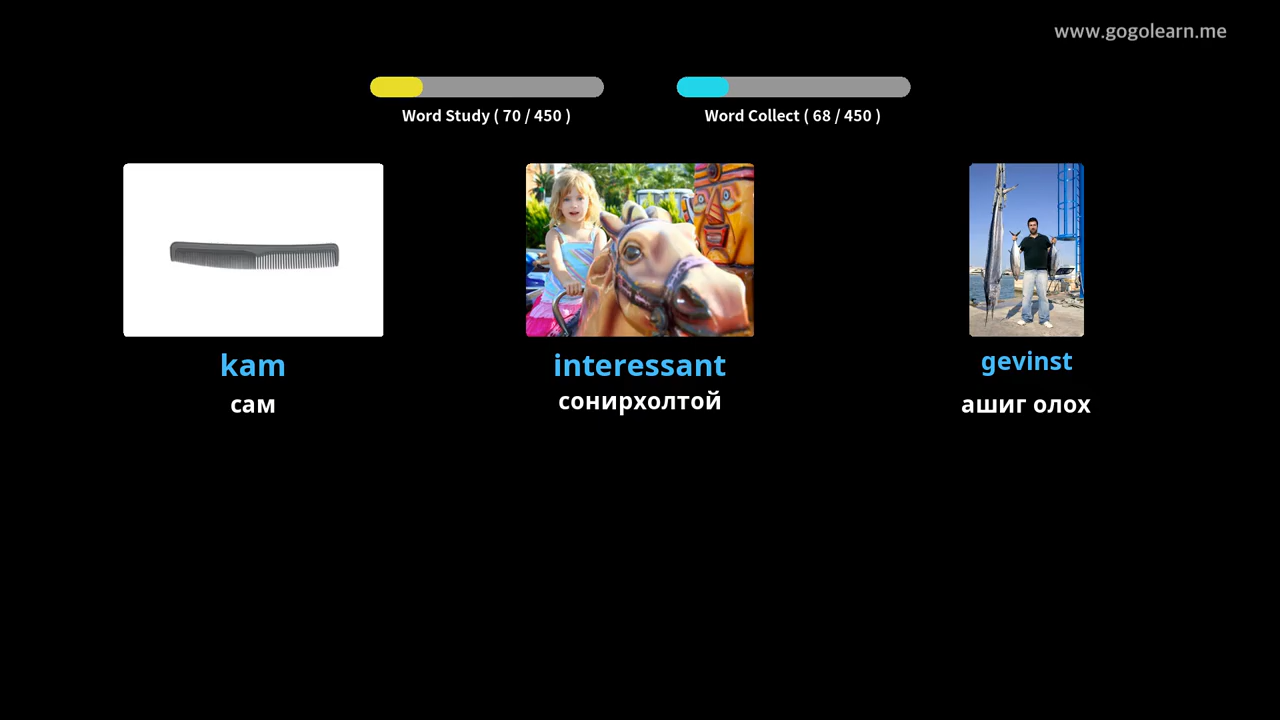 www.gogolearn.me
Word Study ( 70 / 450 )
Word Collect ( 68 / 450 )
kam
сам
interessant
сонирхолтой
gevinst
ашиг олох